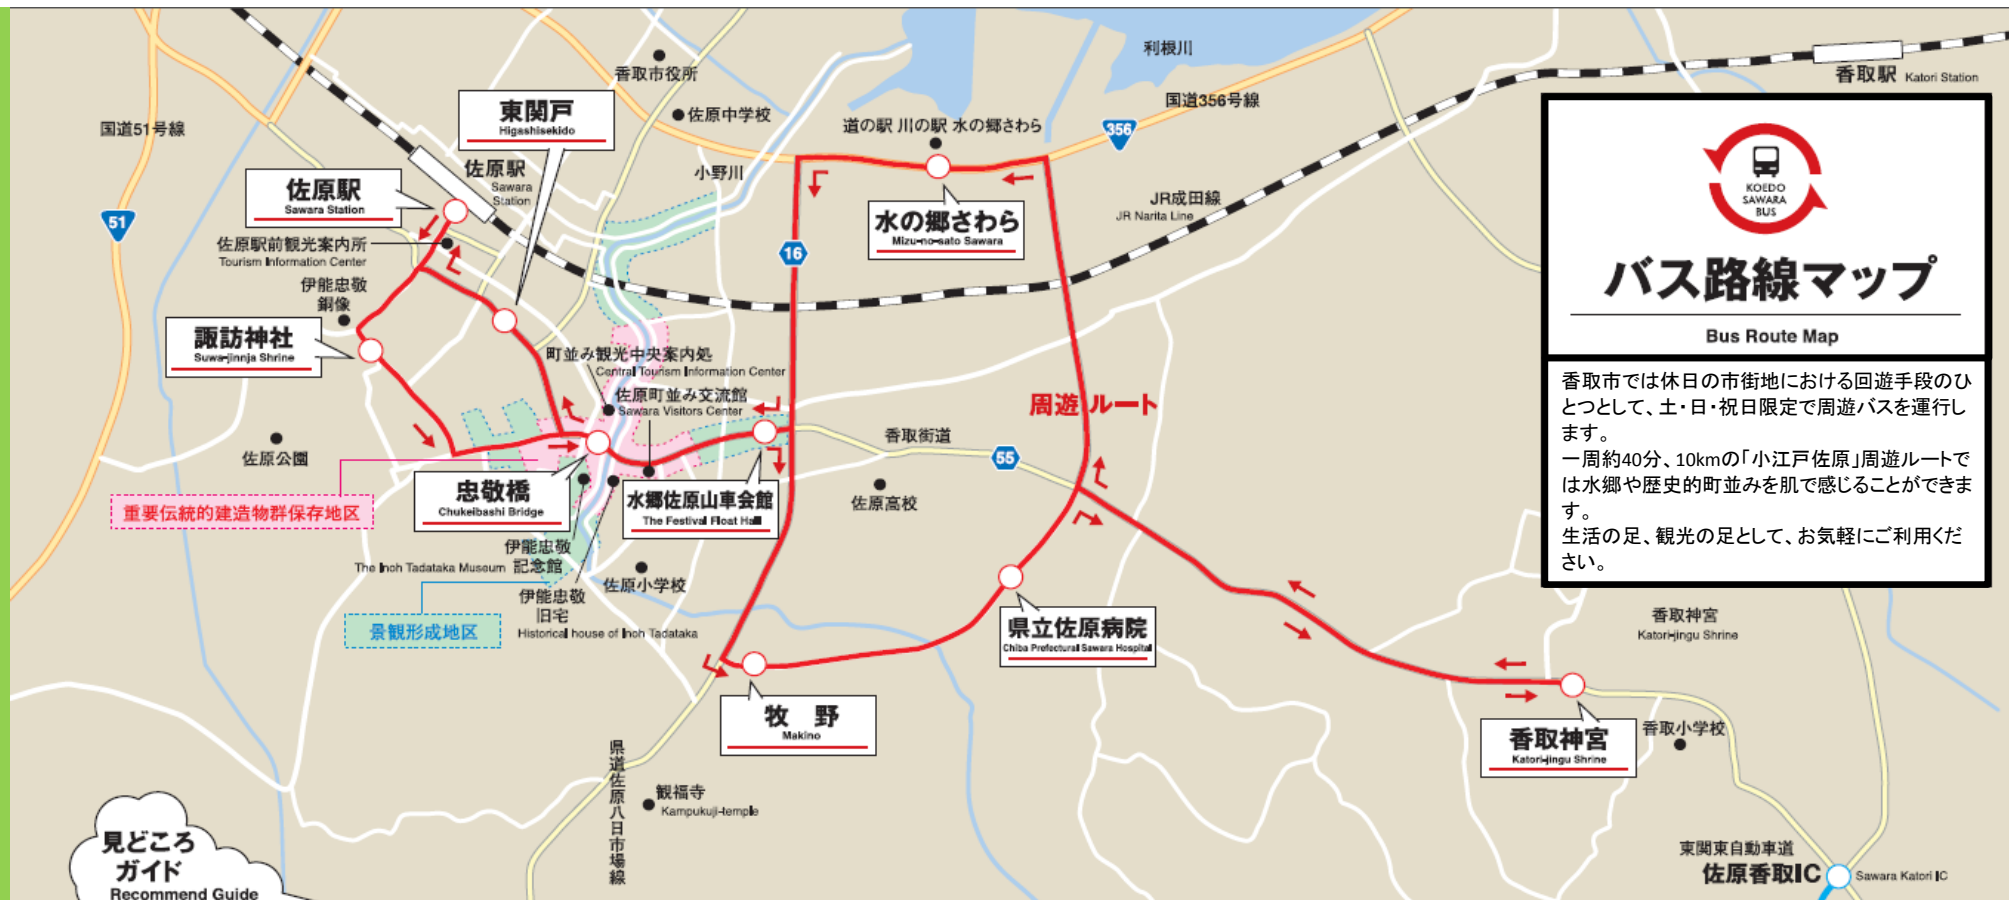 利根川
香取駅 Katori Station
香取市役所
国道356号線
東関戸
Higashisekido
佐原中学校
道の駅 川の駅 水の郷さわら
356
国道51号線
佐原駅
Sawara
Station
小野川
佐原駅
Sawara Station
JR成田線
JR Narita Line
水の郷さわら
Mizu-no-sato Sawara
51
16
佐原駅前観光案内所
Tourism Information Center
伊能忠敬
銅像
諏訪神社
Suwa-jinnja Shrine
町並み観光中央案内処
Central Tourism Information Center
佐原町並み交流館
Sawara Visitors Center
周遊ルート
香取街道
55
佐原公園
忠敬橋
Chukeibashi Bridge
水郷佐原山車会館
The Festival Float Hall
佐原高校
重要伝統的建造物群保存地区
伊能忠敬
記念館
The Inoh Tadataka Museum
佐原小学校
伊能忠敬
旧宅
Historical house of Inoh Tadataka
景観形成地区
県立佐原病院
Chiba Prefectural Sawara Hospital
香取神宮
Katori-jingu Shrine
牧 野
Makino
香取神宮
Katori-jingu Shrine
香取小学校
県道佐原八日市場線
観福寺
Kampukuji-temple
東関東自動車道
佐原香取IC Sawara Katori IC
見どころ
ガイド
Recommend Guide
KOEDO
SAWARA
BUS
バス路線マップ
Bus Route Map
香取市では休日の市街地における回遊手段のひ
とつとして、土・日・祝日限定で周遊バスを運行し
ます。
一周約40分、10kmの「小江戸佐原」周遊ルートで
は水郷や歴史的町並みを肌で感じることができま
す。
生活の足、観光の足として、お気軽にご利用くだ
さい。